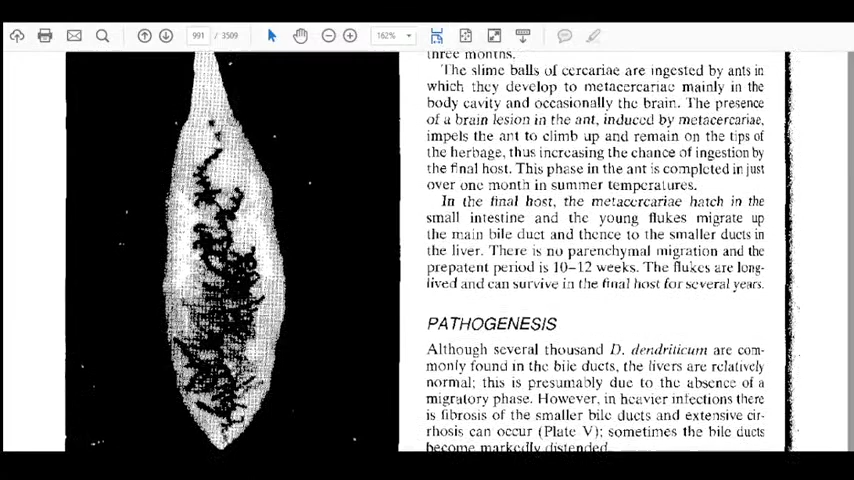 991 / 3509
162%
three months.
The slime balls of cercariae are ingested by ants in
which they develop to metacercariae mainly in the
body cavity and occasionally the brain. The presence
of a brain lesion in the ant, induced by metacercariae,
impels the ant to climb up and remain on the tips of
the herbage, thus increasing the chance of ingestion by
the final host. This phase in the ant is completed in just
over one month in summer temperatures.
In the final host, the metacercariae hatch in the
small intestine and the young flukes migrate up
the main bile duct and thence to the smaller ducts in
the liver. There is no parenchymal migration and the
prepatent period is 10–12 weeks. The flukes are long-
lived and can survive in the final host for several years.
PATHOGENESIS
Although several thousand D. dendriticum are com-
monly found in the bile ducts, the livers are relatively
normal; this is presumably due to the absence of a
migratory phase. However, in heavier infections there
is fibrosis of the smaller bile ducts and extensive cir-
rhosis can occur (Plate V); sometimes the bile ducts
become markedly distended.